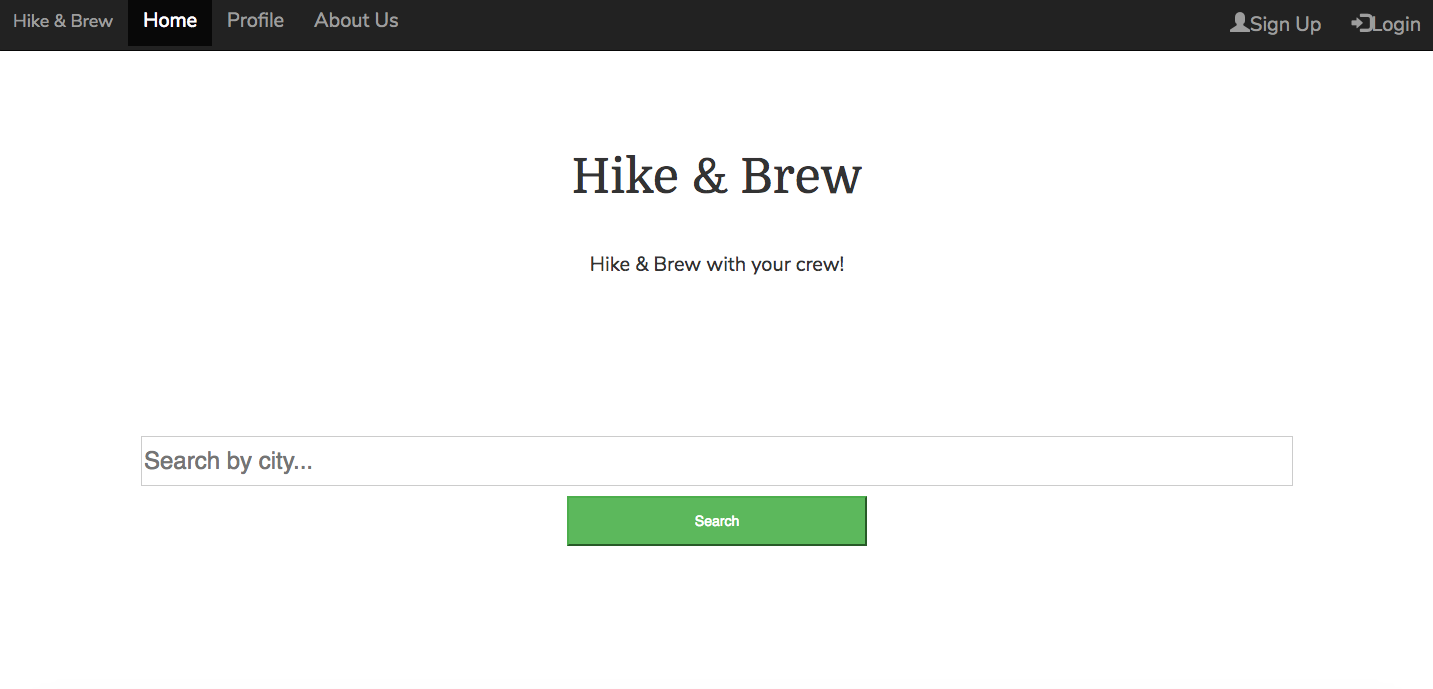 Hike & Brew Home Profile About Us Sign Up Login
Hike & Brew
Hike & Brew with your crew!
Search by city...
Search